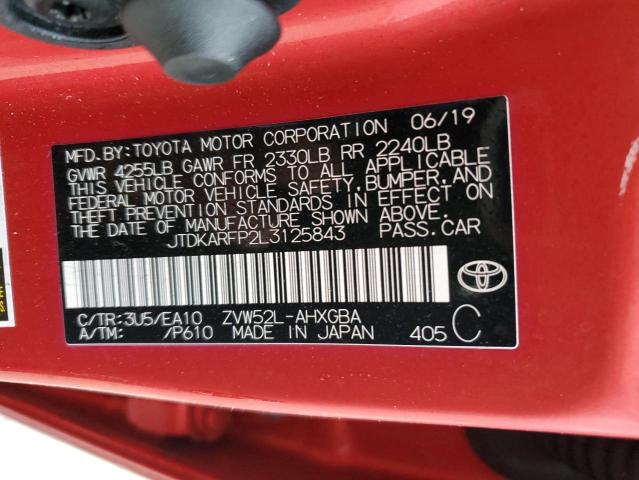 MFD.BY:TOYOTA MOTOR CORPORATION 06/19
GVWR 4255LB GAWR FR 2330LB RR 2240LB
THIS VEHICLE CONFORMS TO ALL APPLICABLE
FEDERAL MOTOR VEHICLE SAFETY, BUMPER, AND
THEFT PREVENTION STANDARDS IN EFFECT ON
THE DATE OF MANUFACTURE SHOWN ABOVE.
JTDKARFP2L3125843 PASS.CAR
C/TR:3U5/EA10 ZVW52L-AHXGBA
A/TM: /P610 MADE IN JAPAN 405 C